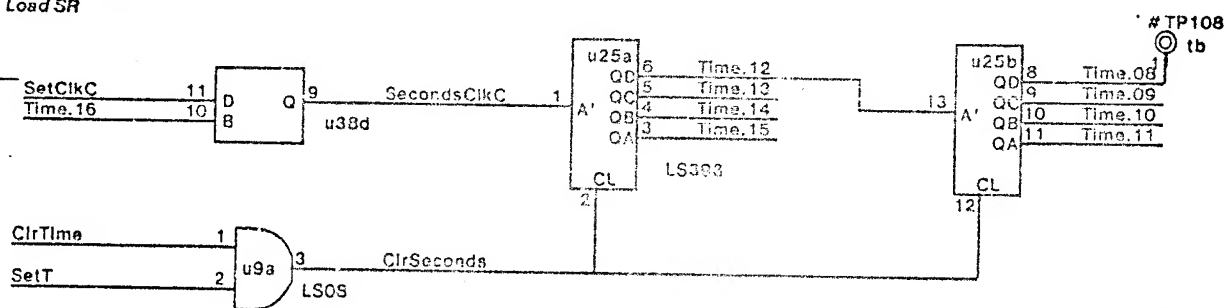 Load SR
# TP108
tb
1
SetClkC 11 D Q 9 SecondsClkC
Time.16 10 B
u38d
u25a
1 A'
QD 6 Time.12
QC 5 Time.13
QB 4 Time.14
QA 3 Time.15
CL
2
LS393
u25b
13 A'
QD 8 Time.08
QC 9 Time.09
QB 10 Time.10
QA 11 Time.11
CL
12
ClrTime 1
SetT 2
u9a
3 ClrSeconds
LS08